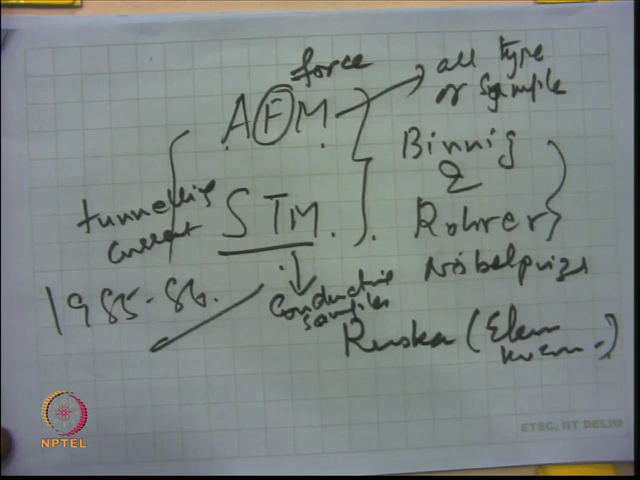 force
AFM
all type
of sample
Binnig
&
Rohrer
Nobel prize
tunnelling
current
STM.
1985-86.
Conducting
samples
Ruska (Elecn
NPTEL
ETSC, IIT DELHI